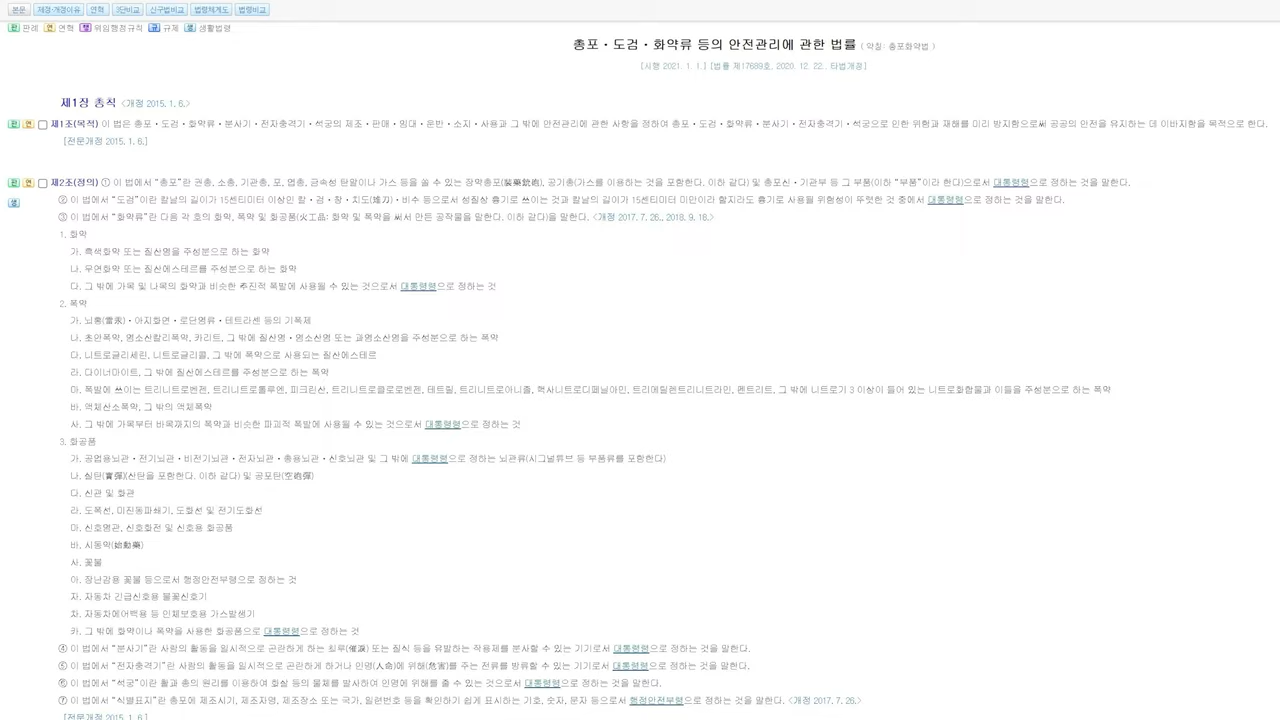 본문 제정·개정이유 연혁 3단비교 신구법비교 법령체계도 법령비교
판 판례 연 연혁 행 위임행정규칙 규 규제 생 생활법령
총포·도검·화약류 등의 안전관리에 관한 법률 ( 약칭: 총포화약법 )
[시행 2021. 1. 1.] [법률 제17689호, 2020. 12. 22., 타법개정]
제1장 총칙 <개정 2015. 1. 6.>
판 연 제1조(목적) 이 법은 총포·도검·화약류·분사기·전자충격기·석궁의 제조·판매·임대·운반·소지·사용과 그 밖에 안전관리에 관한 사항을 정하여 총포·도검·화약류·분사기·전자충격기·석궁으로 인한 위험과 재해를 미리 방지함으로써 공공의 안전을 유지하는 데 이바지함을 목적으로 한다.
[전문개정 2015. 1. 6.]
판 연 제2조(정의) ① 이 법에서 “총포”란 권총, 소총, 기관총, 포, 엽총, 금속성 탄알이나 가스 등을 쏠 수 있는 장약총포(裝藥銃砲), 공기총(가스를 이용하는 것을 포함한다. 이하 같다) 및 총포신·기관부 등 그 부품(이하 “부품”이라 한다)으로서 대통령령으로 정하는 것을 말한다.
생 ② 이 법에서 “도검”이란 칼날의 길이가 15센티미터 이상인 칼·검·창·치도(雉刀)·비수 등으로서 성질상 흉기로 쓰이는 것과 칼날의 길이가 15센티미터 미만이라 할지라도 흉기로 사용될 위험성이 뚜렷한 것 중에서 대통령령으로 정하는 것을 말한다.
③ 이 법에서 “화약류”란 다음 각 호의 화약, 폭약 및 화공품(火工品: 화약 및 폭약을 써서 만든 공작물을 말한다. 이하 같다)을 말한다. <개정 2017. 7. 26., 2018. 9. 18.>
1. 화약
가. 흑색화약 또는 질산염을 주성분으로 하는 화약
나. 무연화약 또는 질산에스테르를 주성분으로 하는 화약
다. 그 밖에 가목 및 나목의 화약과 비슷한 추진적 폭발에 사용될 수 있는 것으로서 대통령령으로 정하는 것
2. 폭약
가. 뇌홍(雷汞)·아지화연·로단염류·테트라센 등의 기폭제
나. 초안폭약, 염소산칼리폭약, 카리트, 그 밖에 질산염·염소산염 또는 과염소산염을 주성분으로 하는 폭약
다. 니트로글리세린, 니트로글리콜, 그 밖에 폭약으로 사용되는 질산에스테르
라. 다이너마이트, 그 밖에 질산에스테르를 주성분으로 하는 폭약
마. 폭발에 쓰이는 트리니트로벤젠, 트리니트로톨루엔, 피크린산, 트리니트로클로로벤젠, 테트릴, 트리니트로아니졸, 헥사니트로디페닐아민, 트리메틸렌트리니트라민, 펜트리트, 그 밖에 니트로기 3 이상이 들어 있는 니트로화합물과 이들을 주성분으로 하는 폭약
바. 액체산소폭약, 그 밖의 액체폭약
사. 그 밖에 가목부터 바목까지의 폭약과 비슷한 파괴적 폭발에 사용될 수 있는 것으로서 대통령령으로 정하는 것
3. 화공품
가. 공업용뇌관·전기뇌관·비전기뇌관·전자뇌관·총용뇌관·신호뇌관 및 그 밖에 대통령령으로 정하는 뇌관류(시그널튜브 등 부품류를 포함한다)
나. 실탄(實彈)(산탄을 포함한다. 이하 같다) 및 공포탄(空砲彈)
다. 신관 및 화관
라. 도폭선, 미진동파쇄기, 도화선 및 전기도화선
마. 신호염관, 신호화전 및 신호용 화공품
바. 시동약(始動藥)
사. 꽃불
아. 장난감용 꽃불 등으로서 행정안전부령으로 정하는 것
자. 자동차 긴급신호용 불꽃신호기
차. 자동차에어백용 등 인체보호용 가스발생기
카. 그 밖에 화약이나 폭약을 사용한 화공품으로 대통령령으로 정하는 것
④ 이 법에서 “분사기”란 사람의 활동을 일시적으로 곤란하게 하는 최루(催淚) 또는 질식 등을 유발하는 작용제를 분사할 수 있는 기기로서 대통령령으로 정하는 것을 말한다.
⑤ 이 법에서 “전자충격기”란 사람의 활동을 일시적으로 곤란하게 하거나 인명(人命)에 위해(危害)를 주는 전류를 방류할 수 있는 기기로서 대통령령으로 정하는 것을 말한다.
⑥ 이 법에서 “석궁”이란 활과 총의 원리를 이용하여 화살 등의 물체를 발사하여 인명에 위해를 줄 수 있는 것으로서 대통령령으로 정하는 것을 말한다.
⑦ 이 법에서 “식별표지”란 총포에 제조시기, 제조자명, 제조장소 또는 국가, 일련번호 등을 확인하기 쉽게 표시하는 기호, 숫자, 문자 등으로서 행정안전부령으로 정하는 것을 말한다. <개정 2017. 7. 26.>
[전문개정 2015. 1. 6.]